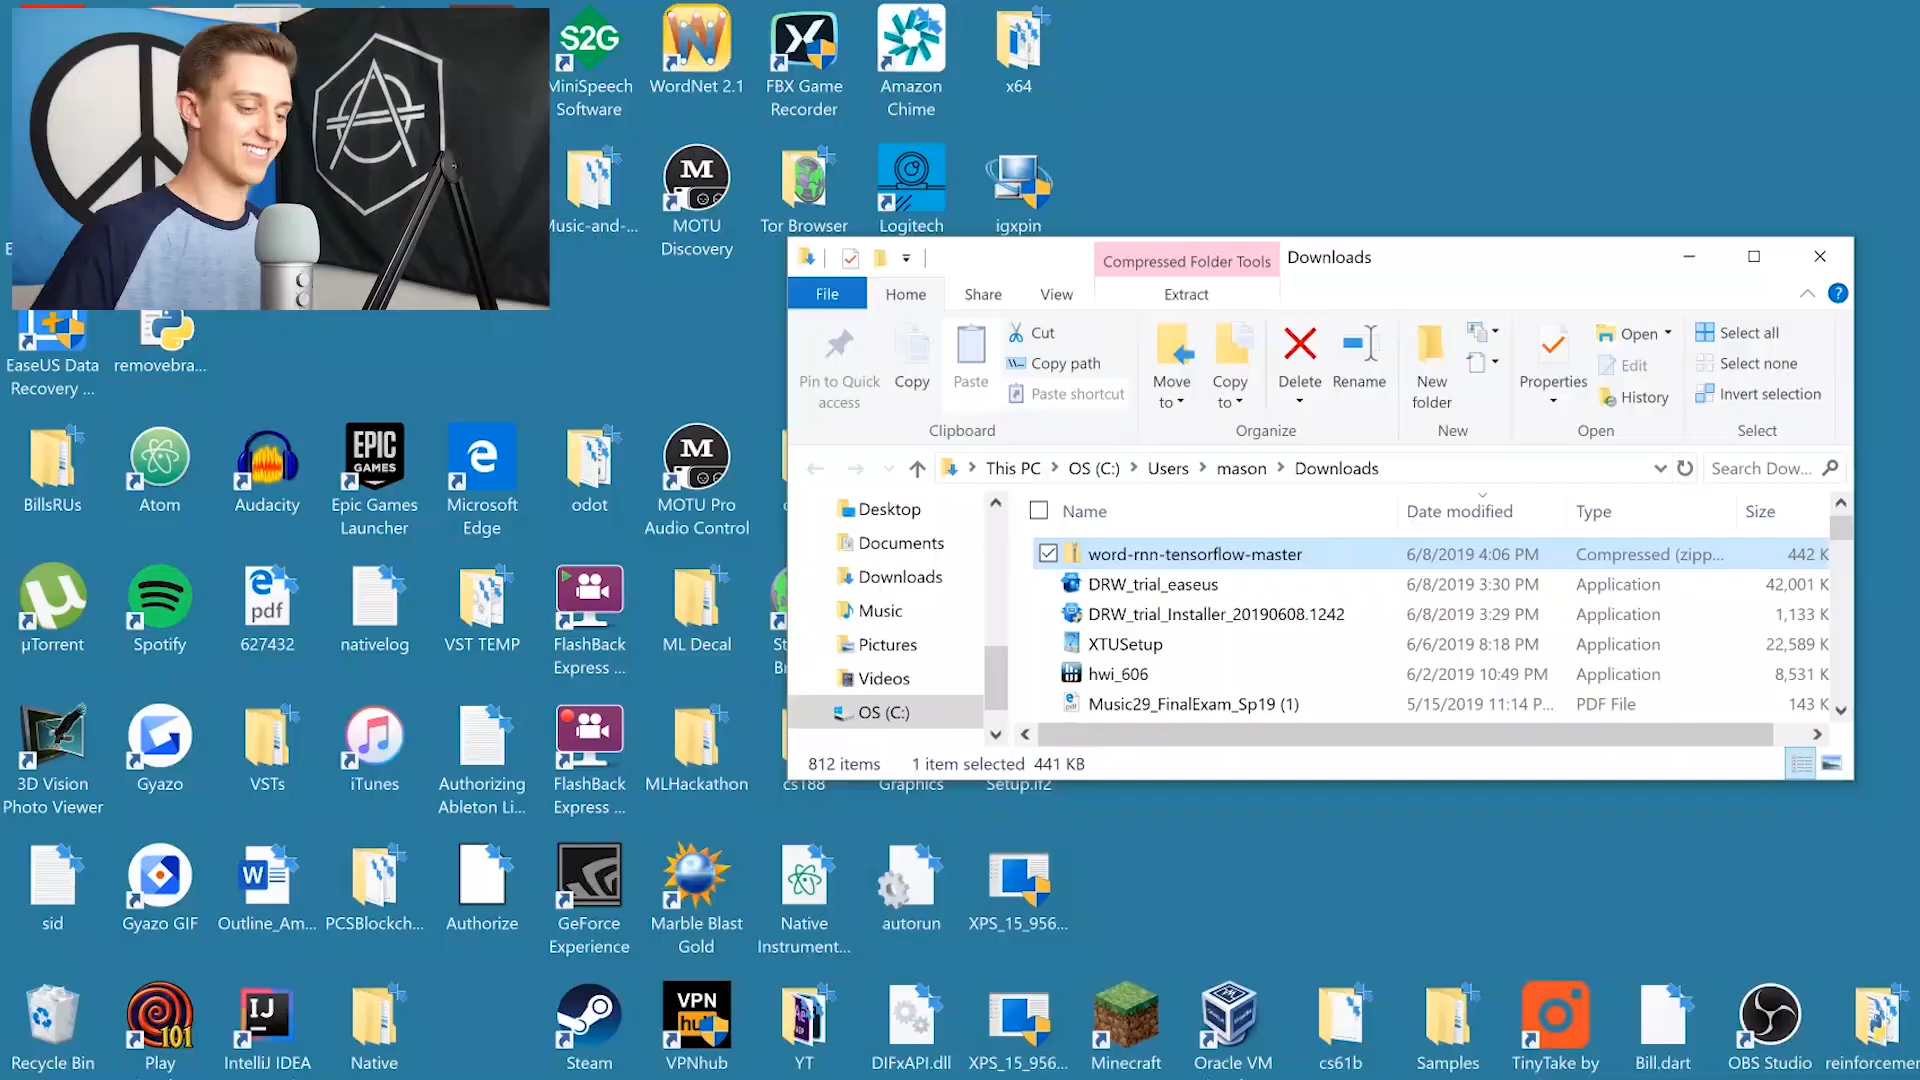 MiniSpeech
Software
WordNet 2.1
FBX Game
Recorder
Amazon
Chime
x64
S2G
Music-and-...
MOTU
Discovery
Tor Browser
Logitech
igxpin
EaseUS Data
Recovery ...
removebra...
Compressed Folder Tools
Downloads
File
Home
Share
View
Extract
Pin to Quick
access
Copy
Paste
Cut
Copy path
Paste shortcut
Clipboard
Move
to
Copy
to
Delete
Rename
Organize
New
folder
New
Properties
Open
Edit
History
Open
Select all
Select none
Invert selection
Select
This PC
OS (C:)
Users
mason
Downloads
Search Dow...
Desktop
Documents
Downloads
Music
Pictures
Videos
OS (C:)
Name Date modified Type Size
word-rnn-tensorflow-master 6/8/2019 4:06 PM Compressed (zipp... 442 K
DRW_trial_easeus 6/8/2019 3:30 PM Application 42,001 K
DRW_trial_Installer_20190608.1242 6/8/2019 3:29 PM Application 1,133 K
XTUSetup 6/6/2019 8:18 PM Application 22,589 K
hwi_606 6/2/2019 10:49 PM Application 8,531 K
Music29_FinalExam_Sp19 (1) 5/15/2019 11:14 P... PDF File 143 K
812 items 1 item selected 441 KB
BillsRUs
Atom
Audacity
EPIC
GAMES
Epic Games
Launcher
Microsoft
Edge
odot
MOTU Pro
Audio Control
µTorrent
Spotify
pdf
627432
nativelog
VST TEMP
FlashBack
Express ...
ML Decal
3D Vision
Photo Viewer
Gyazo
VSTs
iTunes
Authorizing
Ableton Li...
FlashBack
Express ...
MLHackathon
cs188
Graphics
Setup.if2
sid
Gyazo GIF
Outline_Am...
PCSBlockch...
Authorize
GeForce
Experience
Marble Blast
Gold
Native
Instrument...
autorun
XPS_15_956...
Recycle Bin
101
Play
IJ
IntelliJ IDEA
Native
Steam
VPN
hub
VPNhub
YT
DIFxAPI.dll
XPS_15_956...
Minecraft
Oracle VM
cs61b
Samples
TinyTake by
Bill.dart
OBS Studio
reinforcemen